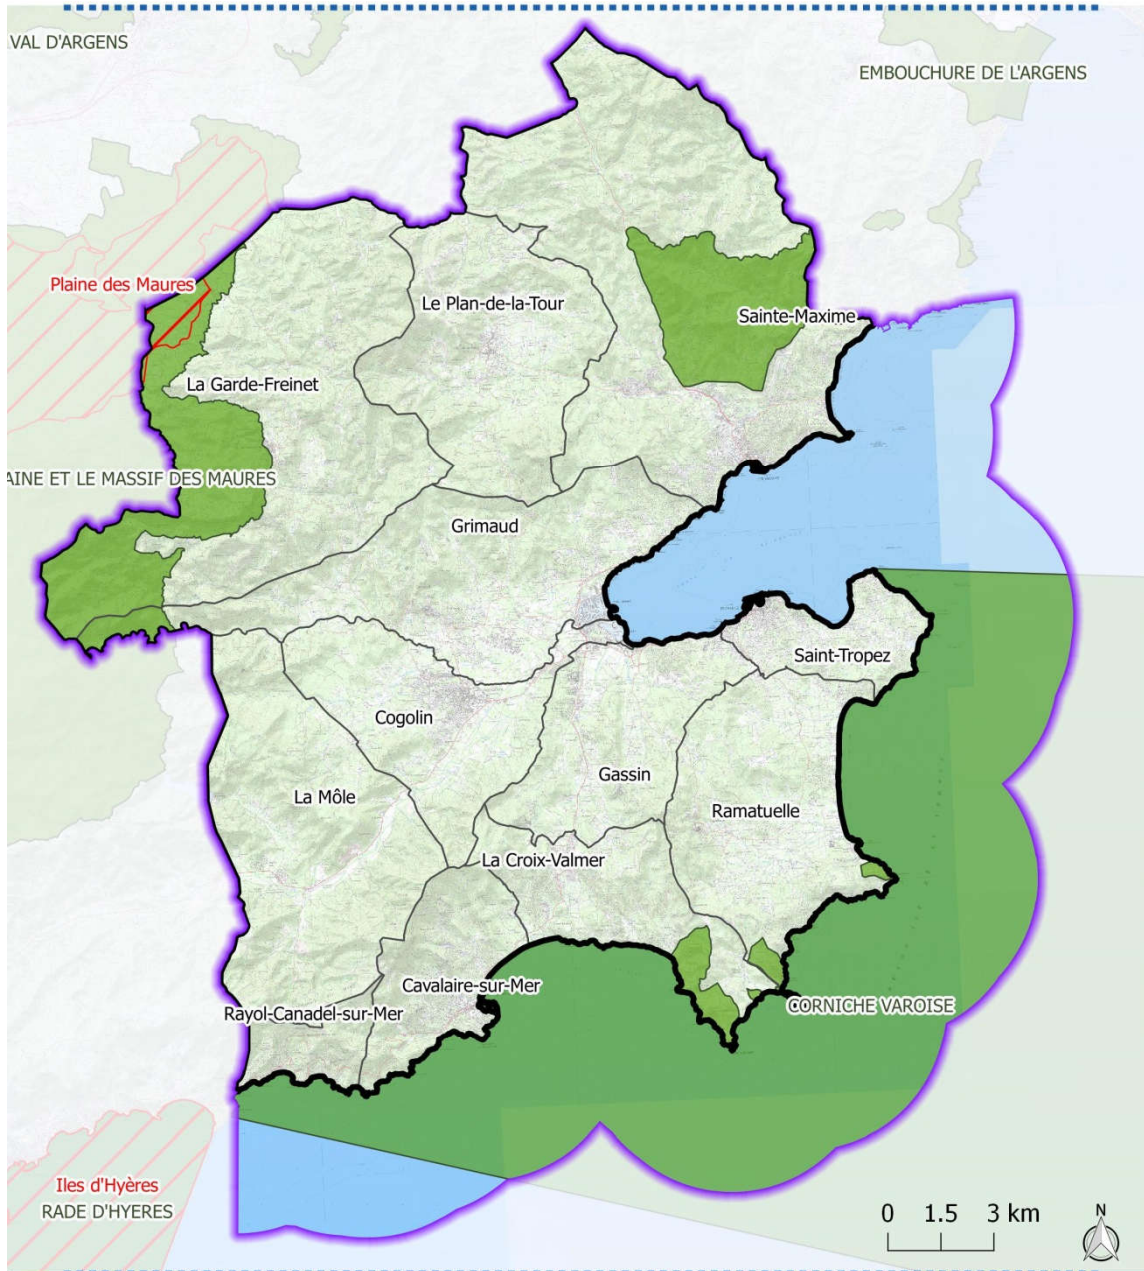 VAL D'ARGENS
EMBOUCHURE DE L'ARGENS
Plaine des Maures
Le Plan-de-la-Tour
Sainte-Maxime
La Garde-Freinet
AINE ET LE MASSIF DES MAURES
Grimaud
Saint-Tropez
Cogolin
Gassin
La Môle
Ramatuelle
La Croix-Valmer
Cavalaire-sur-Mer
CORNICHE VAROISE
Rayol-Canadel-sur-Mer
Iles d'Hyères
RADE D'HYERES
0 1.5 3 km
N